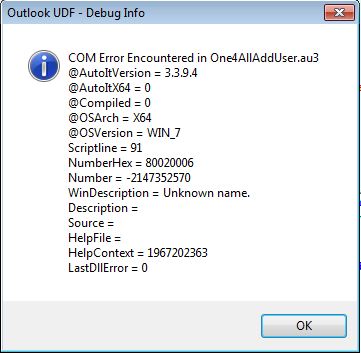 Outlook UDF - Debug Info
COM Error Encountered in One4AllAddUser.au3
@AutoItVersion = 3.3.9.4
@AutoItX64 = 0
@Compiled = 0
@OSArch = X64
@OSVersion = WIN_7
Scriptline = 91
NumberHex = 80020006
Number = -2147352570
WinDescription = Unknown name.
Description =
Source =
HelpFile =
HelpContext = 1967202363
LastDllError = 0
OK